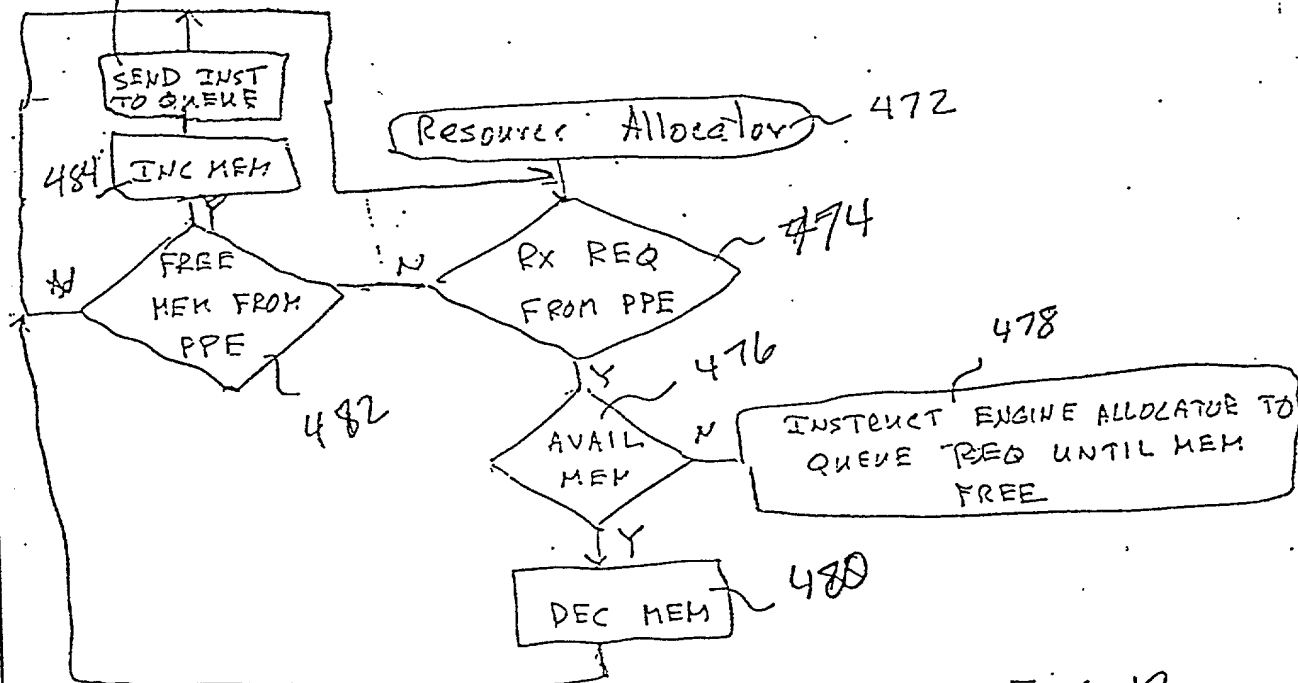 SEND INST
TO QUEUE
484 INC MEM
Y
FREE
MEM FROM
PPE
482
N
Resource Allocator
472
RX REQ
FROM PPE
474
Y
AVAIL
MEM
476
N
INSTRUCT ENGINE ALLOCATOR TO
QUEUE REQ UNTIL MEM
FREE
478
Y
DEC MEM
480